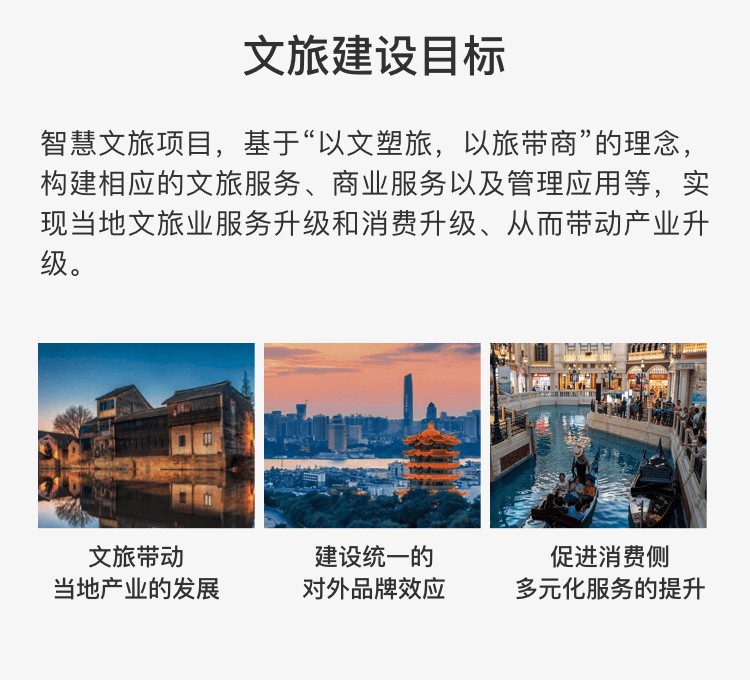 文旅建设目标
智慧文旅项目，基于“以文塑旅，以旅带商”的理念，
构建相应的文旅服务、商业服务以及管理应用等，实
现当地文旅业服务升级和消费升级、从而带动产业升
级。
文旅带动
当地产业的发展
建设统一的
对外品牌效应
促进消费侧
多元化服务的提升